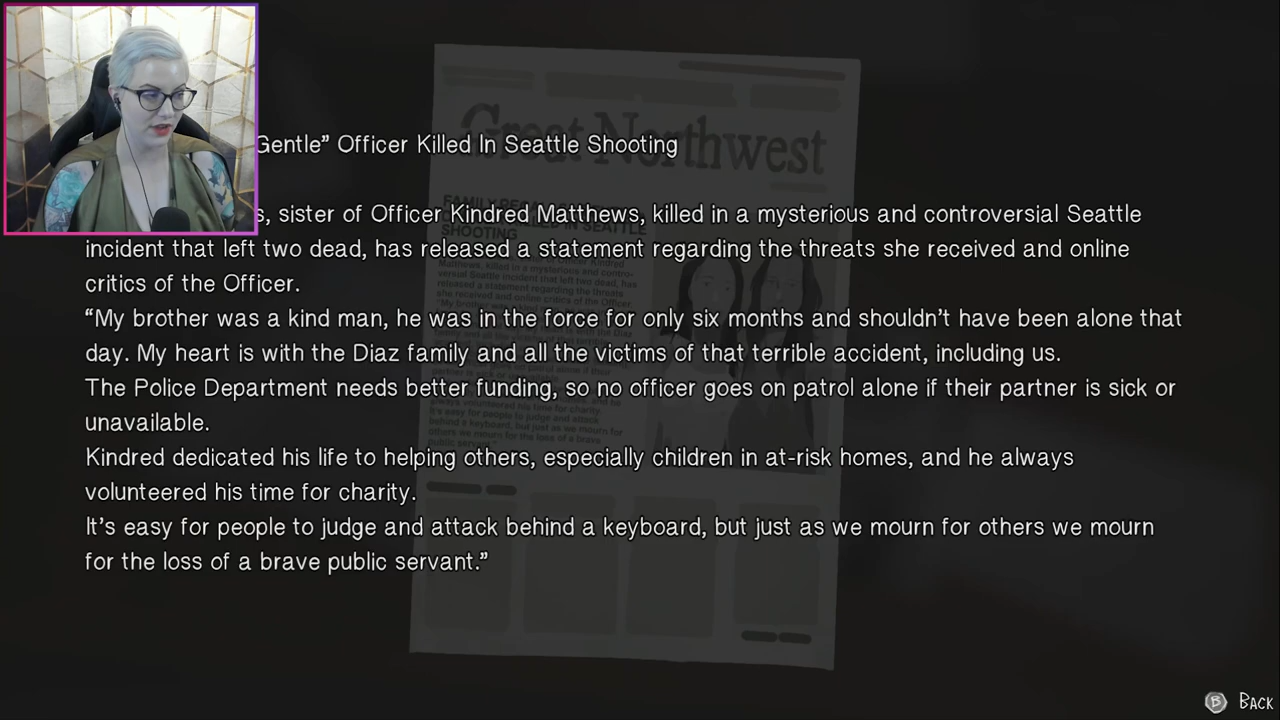 Great Northwest
Gentle” Officer Killed In Seattle Shooting
s, sister of Officer Kindred Matthews, killed in a mysterious and controversial Seattle
incident that left two dead, has released a statement regarding the threats she received and online
critics of the Officer.
“My brother was a kind man, he was in the force for only six months and shouldn’t have been alone that
day. My heart is with the Diaz family and all the victims of that terrible accident, including us.
The Police Department needs better funding, so no officer goes on patrol alone if their partner is sick or
unavailable.
Kindred dedicated his life to helping others, especially children in at-risk homes, and he always
volunteered his time for charity.
It’s easy for people to judge and attack behind a keyboard, but just as we mourn for others we mourn
for the loss of a brave public servant.”
B Back